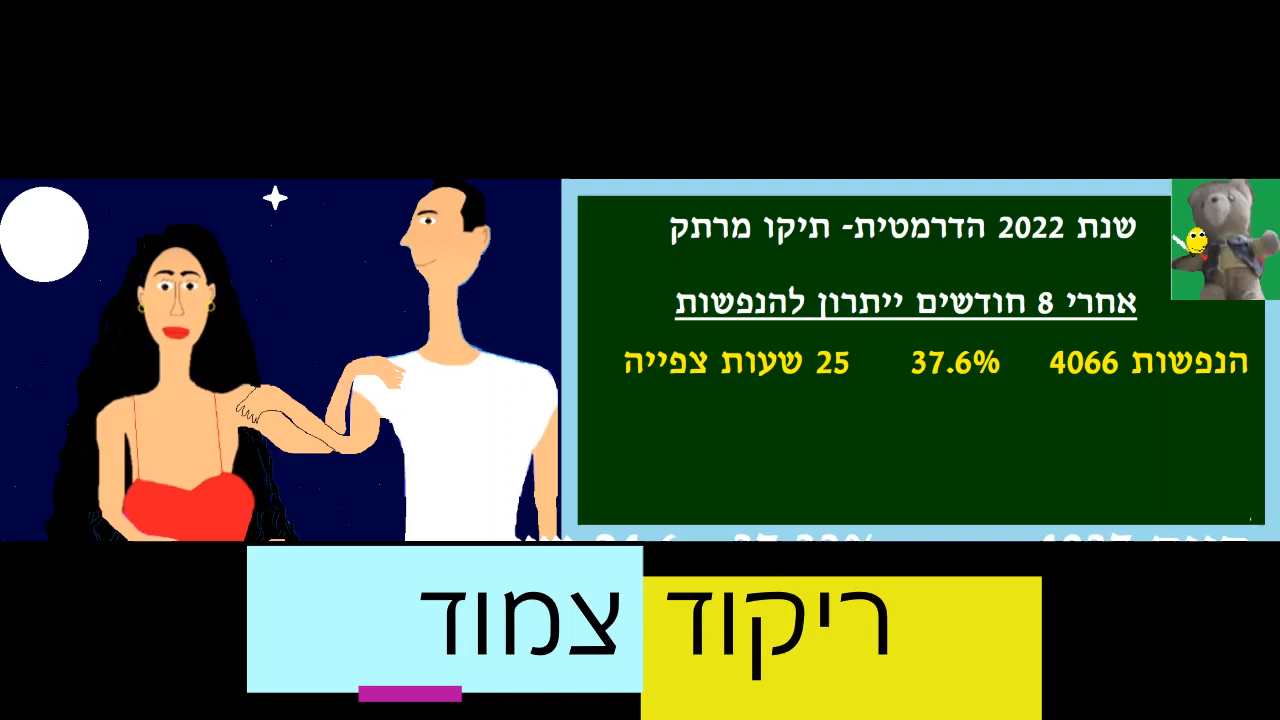 שנת 2022 הדרמטית- תיקו מרתק
אחרי 8 חודשים ייתרון להנפשות
הנפשות 4066 37.6% 25 שעות צפייה
ריקוד צמוד